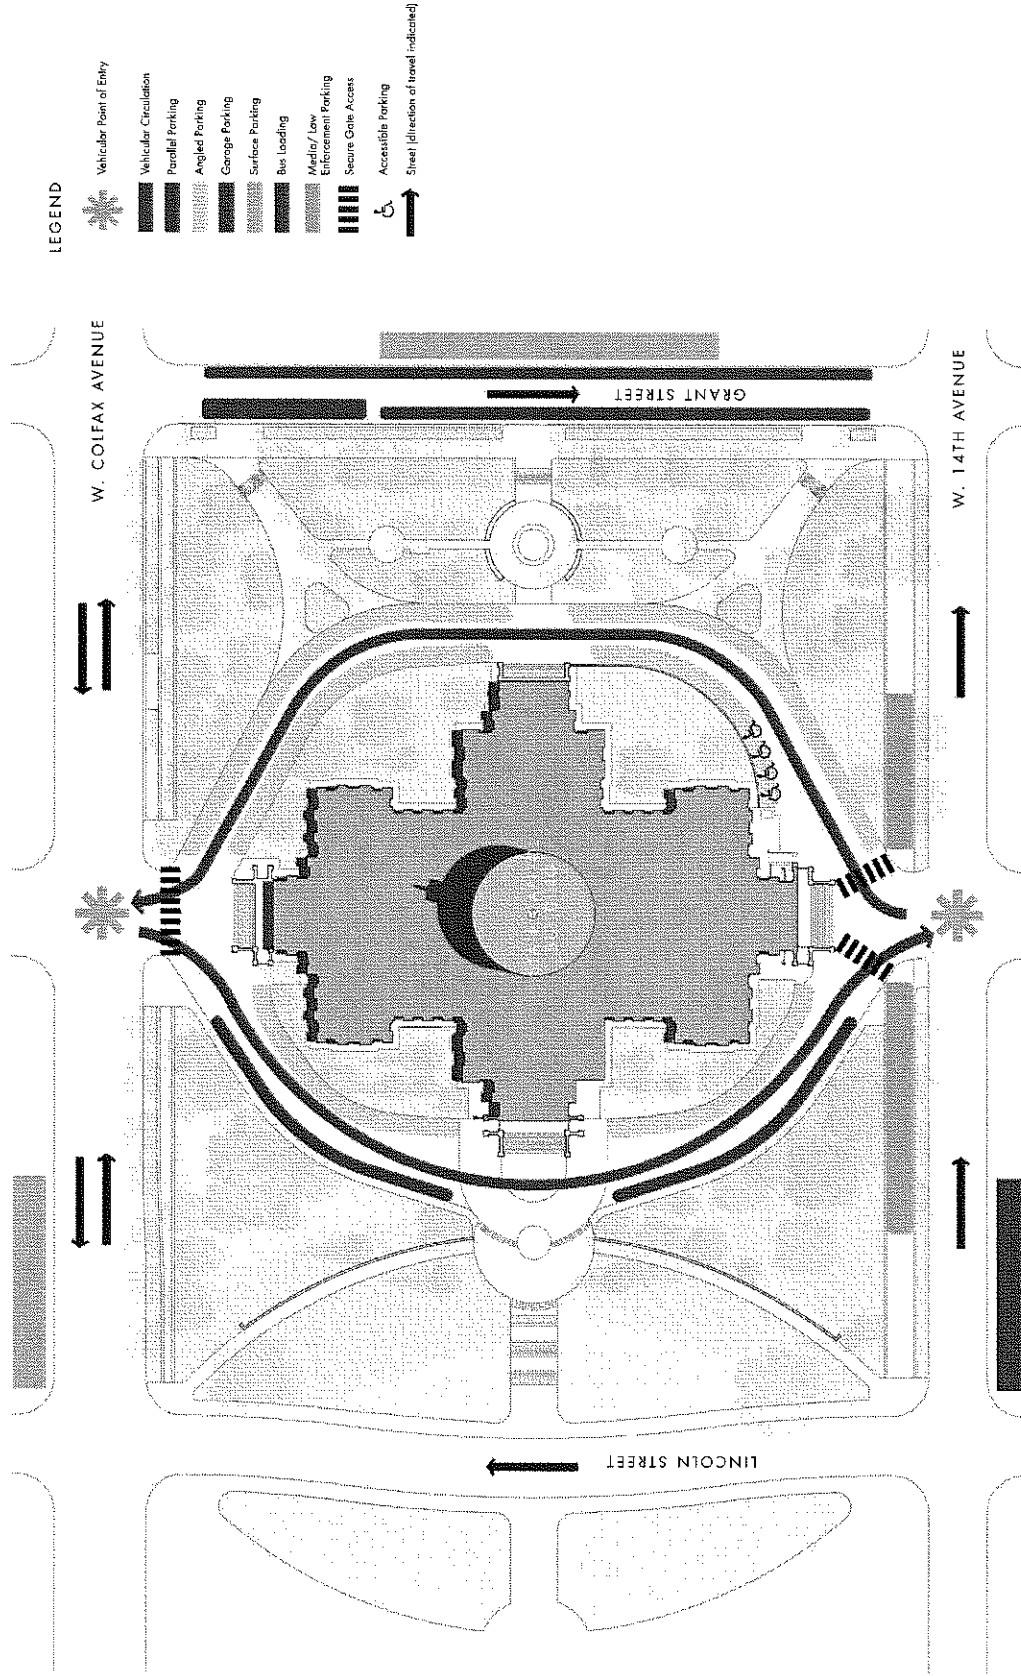 LEGEND
Vehicular Point of Entry
Vehicular Circulation
Parallel Parking
Angled Parking
Garage Parking
Surface Parking
Bus Loading
Media/ Law
Enforcement Parking
Secure Gate Access
Accessible Parking
Street (direction of travel indicated)
W. COLFAX AVENUE
GRANT STREET
W. 14TH AVENUE
LINCOLN STREET